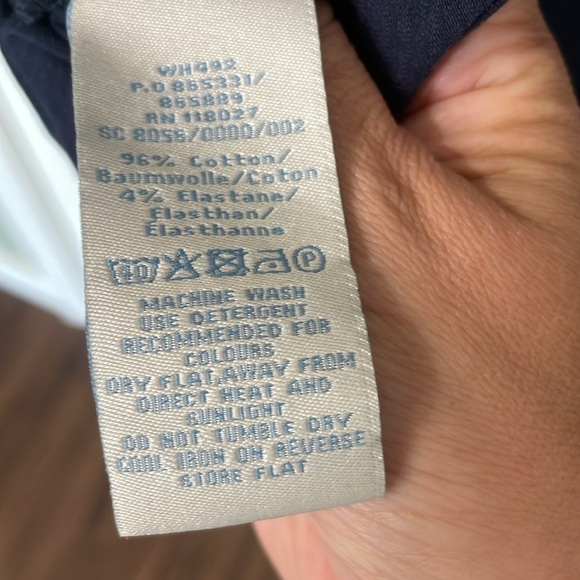 WH492
P.O 865331/
865889
RN 118027
SC 8056/0000/002
96% Cotton/
Baumwolle/Coton
4% Elastane/
Elasthan/
Élasthanne
40 P
MACHINE WASH
USE DETERGENT
RECOMMENDED FOR
COLOURS
DRY FLAT,AWAY FROM
DIRECT HEAT AND
SUNLIGHT
DO NOT TUMBLE DRY
COOL IRON ON REVERSE
STORE FLAT